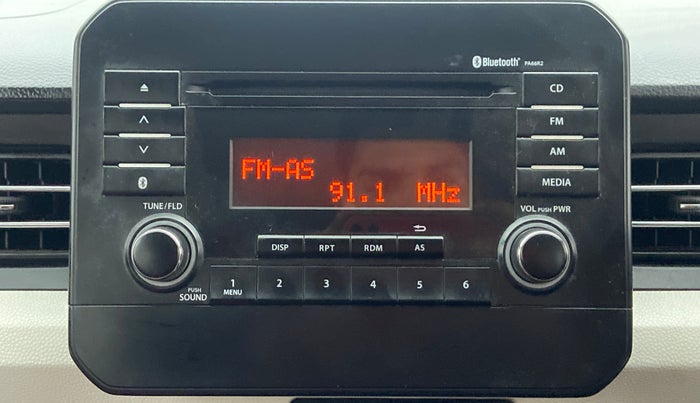 Bluetooth® PA66R2
CD
FM
FM-AS
AM
91.1 MHz
MEDIA
TUNE/FLD
VOL PUSH PWR
DISP RPT RDM AS
PUSH
SOUND
1 2 3 4 5 6
MENU